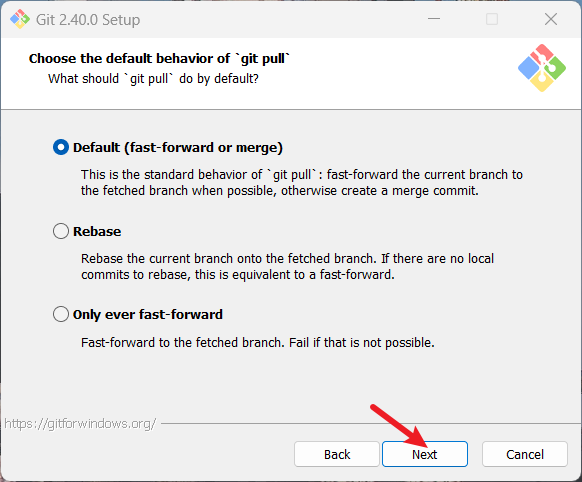 Git 2.40.0 Setup
Choose the default behavior of `git pull`
What should `git pull` do by default?
Default (fast-forward or merge)
This is the standard behavior of `git pull`: fast-forward the current branch to
the fetched branch when possible, otherwise create a merge commit.
Rebase
Rebase the current branch onto the fetched branch. If there are no local
commits to rebase, this is equivalent to a fast-forward.
Only ever fast-forward
Fast-forward to the fetched branch. Fail if that is not possible.
https://gitforwindows.org/
Back Next Cancel